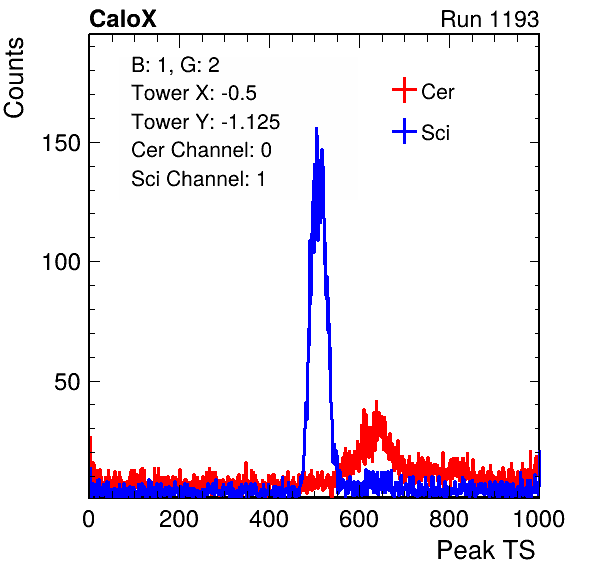 CaloX Run 1193
Counts
B: 1, G: 2
Tower X: -0.5
Tower Y: -1.125
Cer Channel: 0
Sci Channel: 1
Cer
Sci
150
100
50
0 200 400 600 800 1000
Peak TS